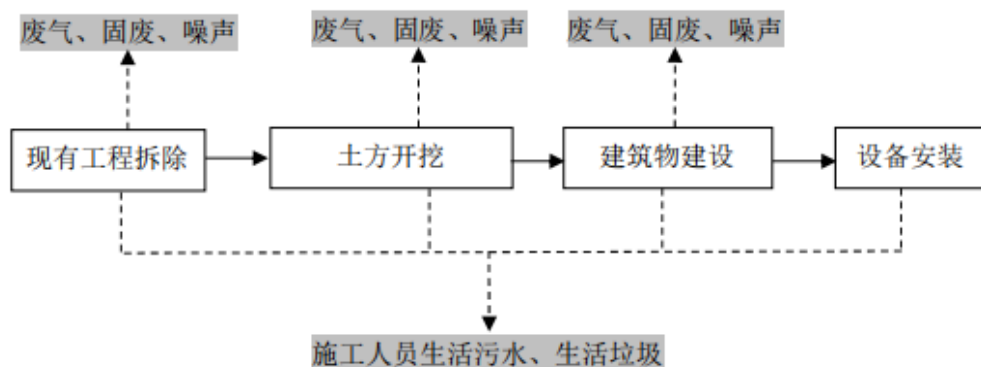 废气、固废、噪声
废气、固废、噪声
废气、固废、噪声
现有工程拆除
土方开挖
建筑物建设
设备安装
施工人员生活污水、生活垃圾